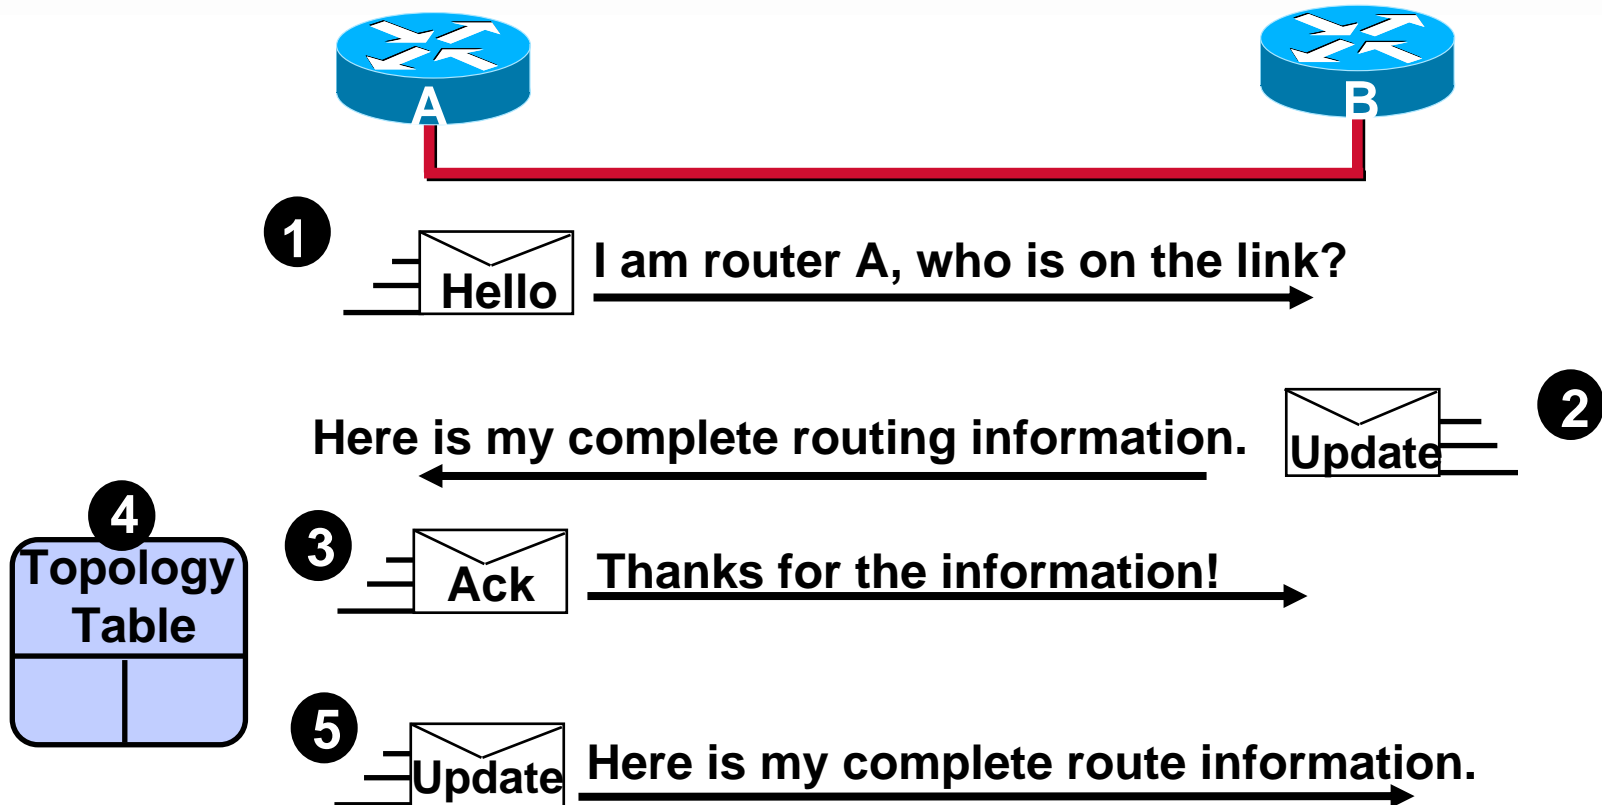 A
B
1
Hello
I am router A, who is on the link?
2
Here is my complete routing information.
Update
4
Topology
Table
3
Ack
Thanks for the information!
5
Update
Here is my complete route information.